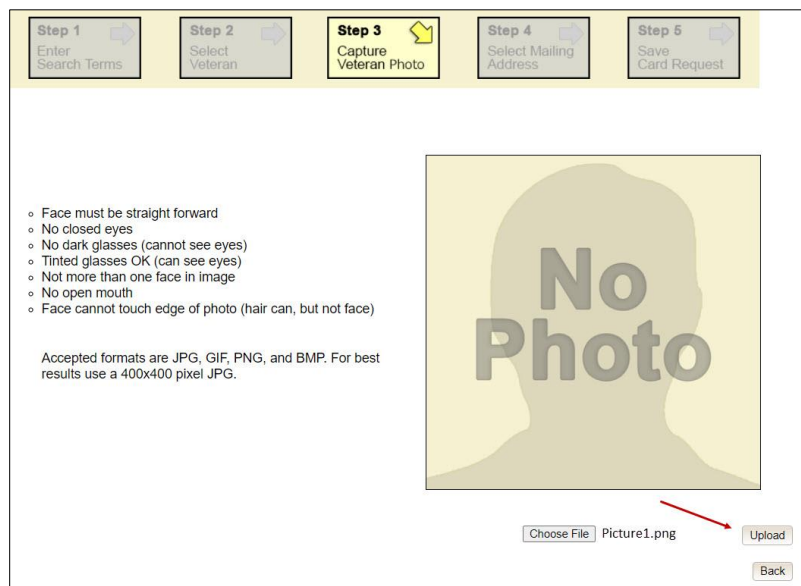 Step 1
Enter
Search Terms
Step 2
Select
Veteran
Step 3
Capture
Veteran Photo
Step 4
Select Mailing
Address
Step 5
Save
Card Request
Face must be straight forward
No closed eyes
No dark glasses (cannot see eyes)
Tinted glasses OK (can see eyes)
Not more than one face in image
No open mouth
Face cannot touch edge of photo (hair can, but not face)
Accepted formats are JPG, GIF, PNG, and BMP. For best
results use a 400x400 pixel JPG.
No
Photo
Choose File Picture1.png
Upload
Back